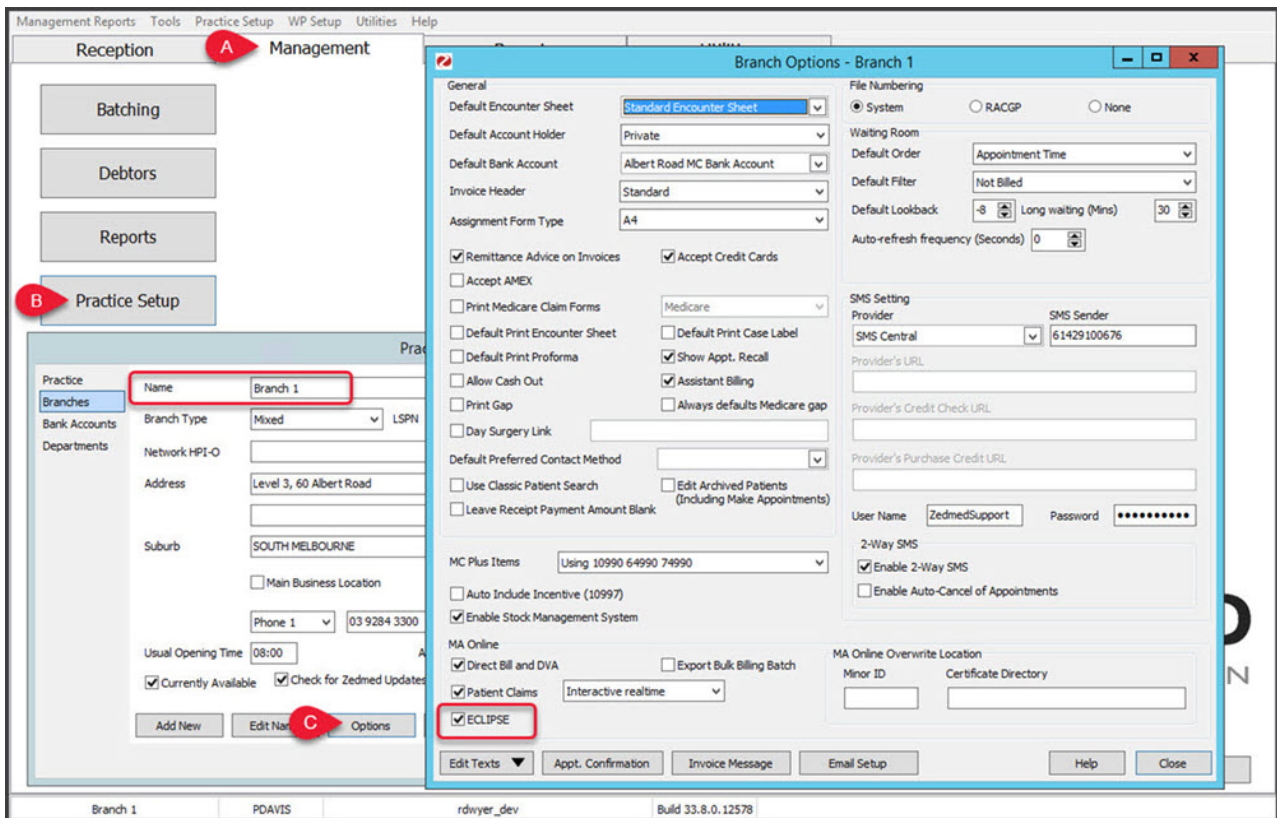 Management Reports Tools Practice Setup WP Setup Utilities Help
Reception
A
Management
Batching
Debtors
Reports
B
Practice Setup
Practice
Branches
Bank Accounts
Departments
Name Branch 1
Branch Type Mixed LSPN
Network HPI-O
Address Level 3, 60 Albert Road
Suburb SOUTH MELBOURNE
Main Business Location
Phone 1 03 9284 3300
Usual Opening Time 08:00
Currently Available Check for Zedmed Updates
Add New
C
Options
Branch Options - Branch 1
General
Default Encounter Sheet Standard Encounter Sheet
Default Account Holder Private
Default Bank Account Albert Road MC Bank Account
Invoice Header Standard
Assignment Form Type A4
Remittance Advice on Invoices Accept Credit Cards
Accept AMEX
Print Medicare Claim Forms Medicare
Default Print Encounter Sheet Default Print Case Label
Default Print Proforma Show Appt. Recall
Allow Cash Out Assistant Billing
Print Gap Always defaults Medicare gap
Day Surgery Link
Default Preferred Contact Method
Use Classic Patient Search Edit Archived Patients
(Including Make Appointments)
Leave Receipt Payment Amount Blank
MC Plus Items Using 10990 64990 74990
Auto Include Incentive (10997)
Enable Stock Management System
MA Online
Direct Bill and DVA Export Bulk Billing Batch
Patient Claims Interactive realtime
ECLIPSE
File Numbering
System RACGP None
Waiting Room
Default Order Appointment Time
Default Filter Not Billed
Default Lookback -8 Long waiting (Mins) 30
Auto-refresh frequency (Seconds) 0
SMS Setting
Provider SMS Sender
SMS Central 61429100676
Provider's URL
Provider's Credit Check URL
Provider's Purchase Credit URL
User Name ZedmedSupport Password ••••••••••
2-Way SMS
Enable 2-Way SMS
Enable Auto-Cancel of Appointments
MA Online Overwrite Location
Minor ID Certificate Directory
Edit Texts Appt. Confirmation Invoice Message Email Setup Help Close
Branch 1 PDAVIS rdwyer_dev Build 33.8.0.12578